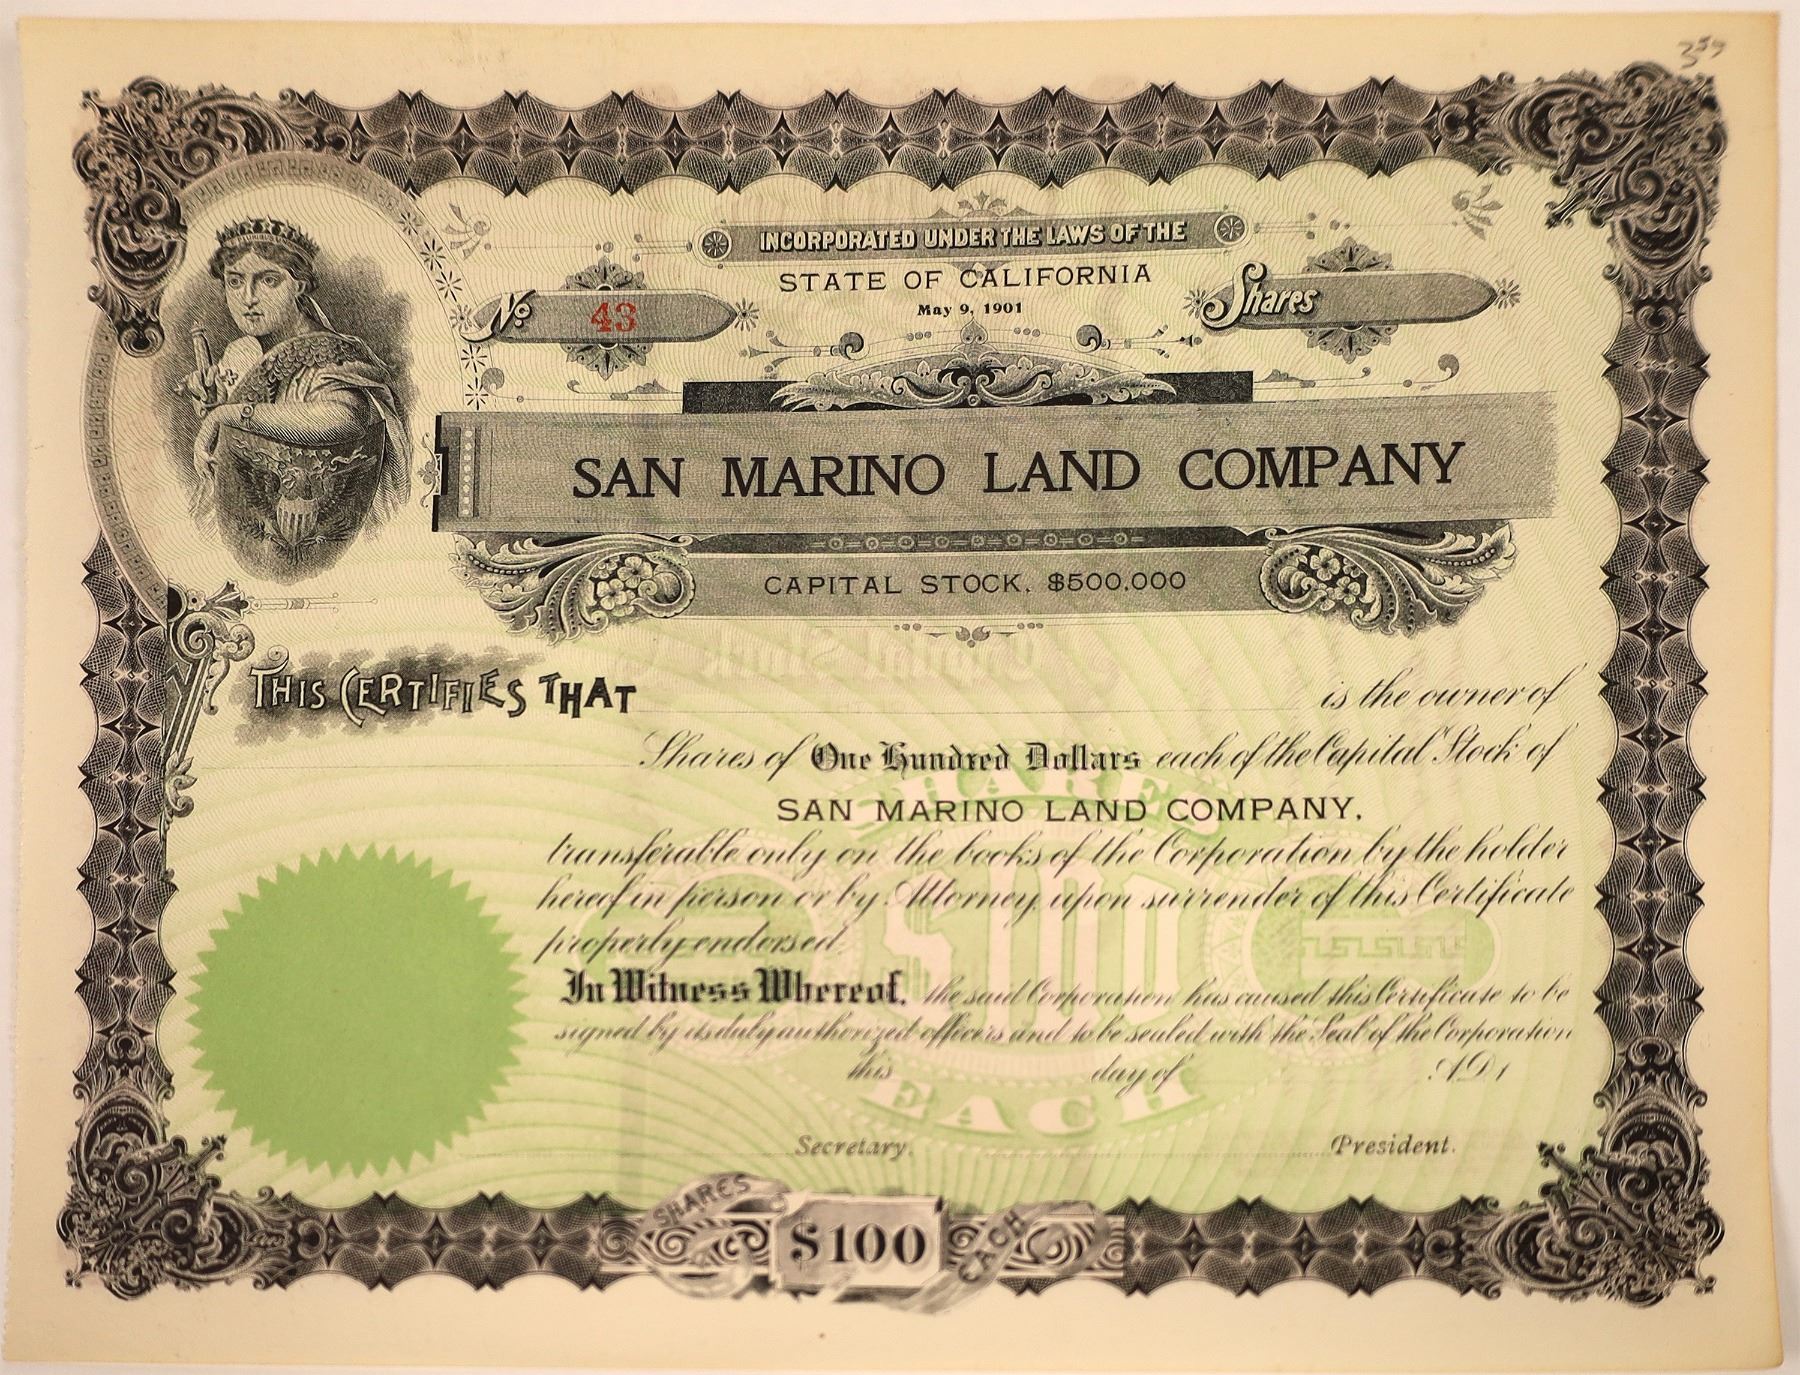 3 59
INCORPORATED UNDER THE LAWS OF THE
STATE OF CALIFORNIA
May 9, 1901
No 43
Shares
SAN MARINO LAND COMPANY
CAPITAL STOCK. $500.000
THIS CERTIFIES THAT is the owner of
Shares of One Hundred Dollars each of the Capital Stock of
SAN MARINO LAND COMPANY.
transferable only on the books of the Corporation by the holder
hereof in person or by Attorney, upon surrender of this Certificate
properly endorsed.
In Witness Whereof, the said Corporation has caused this Certificate to be
signed by its duly authorized officers and to be sealed with the Seal of the Corporation
this day of A.D. 1
SHARES
$100
EACH
Secretary. President.
SHARES
$100
EACH